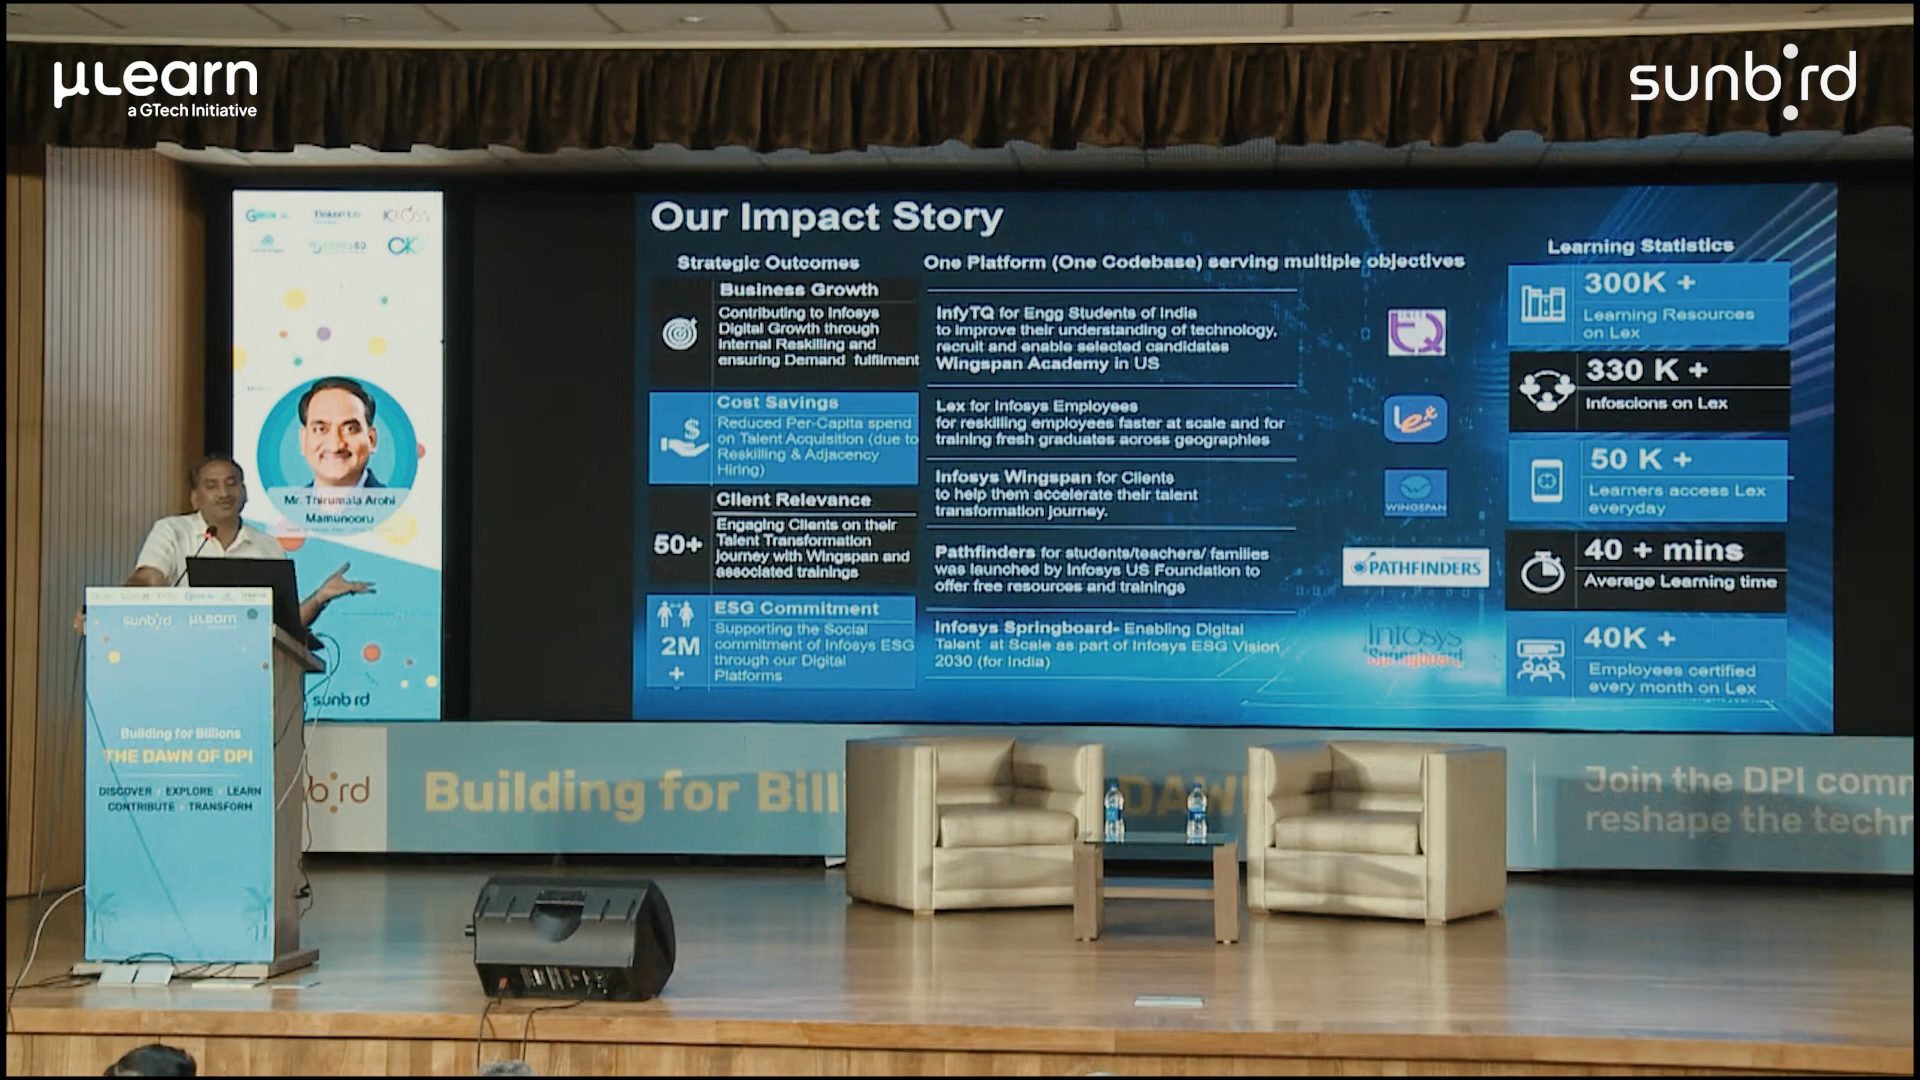 µLearn
a GTech Initiative
sunbird
Mr. Thirumala Arohi
Mamunooru
sunbird
Our Impact Story
Strategic Outcomes
Business Growth
Contributing to Infosys
Digital Growth through
Internal Reskilling and
ensuring Demand fulfilment
Cost Savings
Reduced Per-Capita spend
on Talent Acquisition (due to
Reskilling & Adjacency
Hiring)
50+
Client Relevance
Engaging Clients on their
Talent Transformation
journey with Wingspan and
associated trainings
2M
+
ESG Commitment
Supporting the Social
commitment of Infosys ESG
through our Digital
Platforms
One Platform (One Codebase) serving multiple objectives
InfyTQ for Engg Students of India
to improve their understanding of technology,
recruit and enable selected candidates
Wingspan Academy in US
Lex for Infosys Employees
for reskilling employees faster at scale and for
training fresh graduates across geographies
Lex
Infosys Wingspan for Clients
to help them accelerate their talent
transformation journey.
WINGSPAN
Pathfinders for students/teachers/ families
was launched by Infosys US Foundation to
offer free resources and trainings
PATHFINDERS
Infosys Springboard- Enabling Digital
Talent at Scale as part of Infosys ESG Vision
2030 (for India)
Infosys
Springboard
Learning Statistics
300K +
Learning Resources
on Lex
330 K +
Infoscions on Lex
50 K +
Learners access Lex
everyday
40 + mins
Average Learning time
40K +
Employees certified
every month on Lex
sunbird µLearn
Building for Billions
THE DAWN OF DPI
DISCOVER · EXPLORE · LEARN
CONTRIBUTE · TRANSFORM
Building for Bill
DAW
Join the DPI comm
reshape the techn